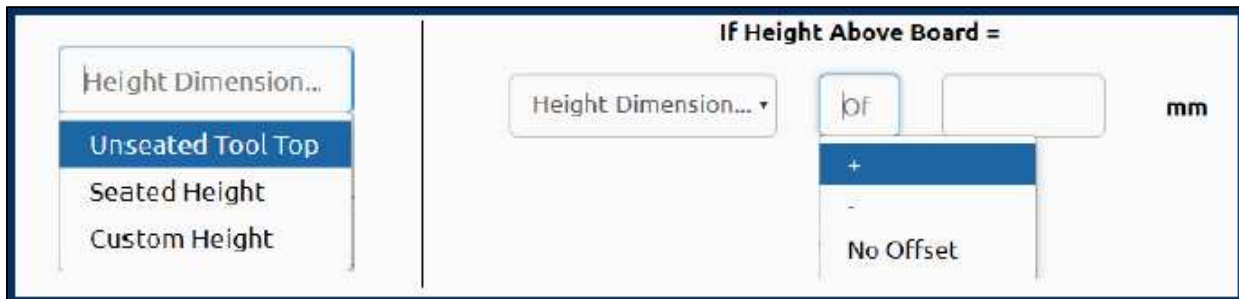 Height Dimension...
Unseated Tool Top
Seated Height
Custom Height
If Height Above Board =
Height Dimension... Of mm
+
-
No Offset